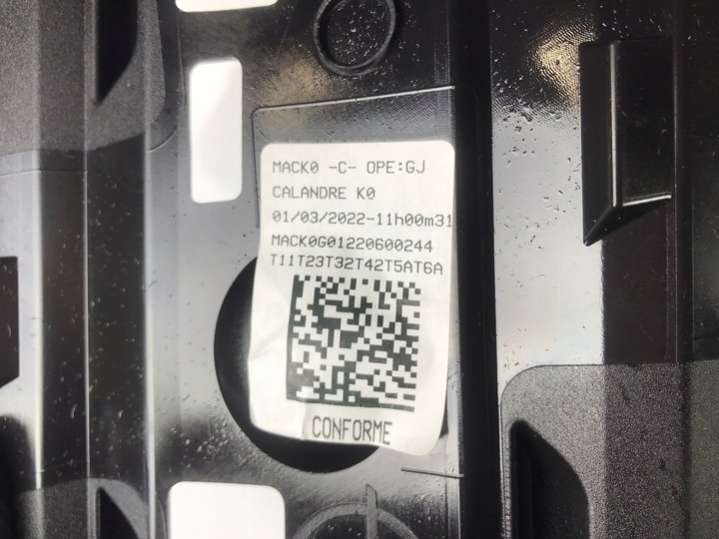 MACK0 -C- OPE:GJ
CALANDRE K0
01/03/2022-11h00m31
MACK0G01220600244
T11T23T32T42T5AT6A
CONFORME